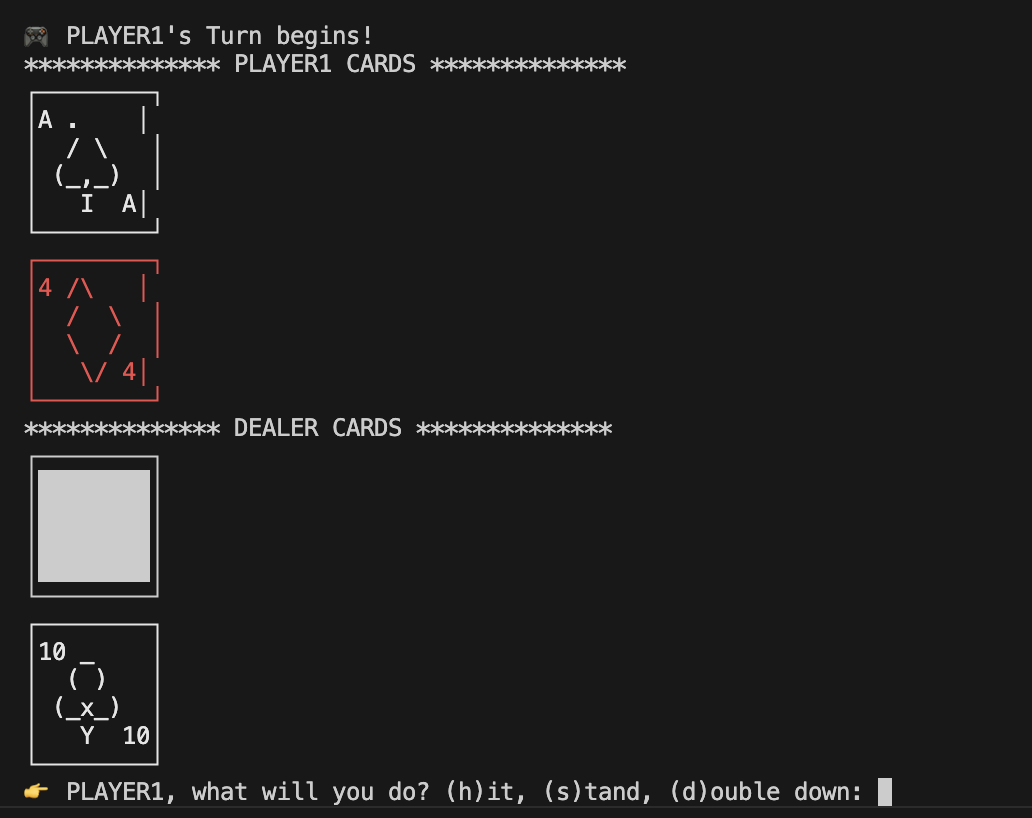 🎮 PLAYER1's Turn begins!
************** PLAYER1 CARDS **************
A .
/ \
(_,_)
I A
4 /\
/ \
\ /
\/ 4
************** DEALER CARDS **************
10 _
( )
(_x_)
Y 10
👉 PLAYER1, what will you do? (h)it, (s)tand, (d)ouble down: